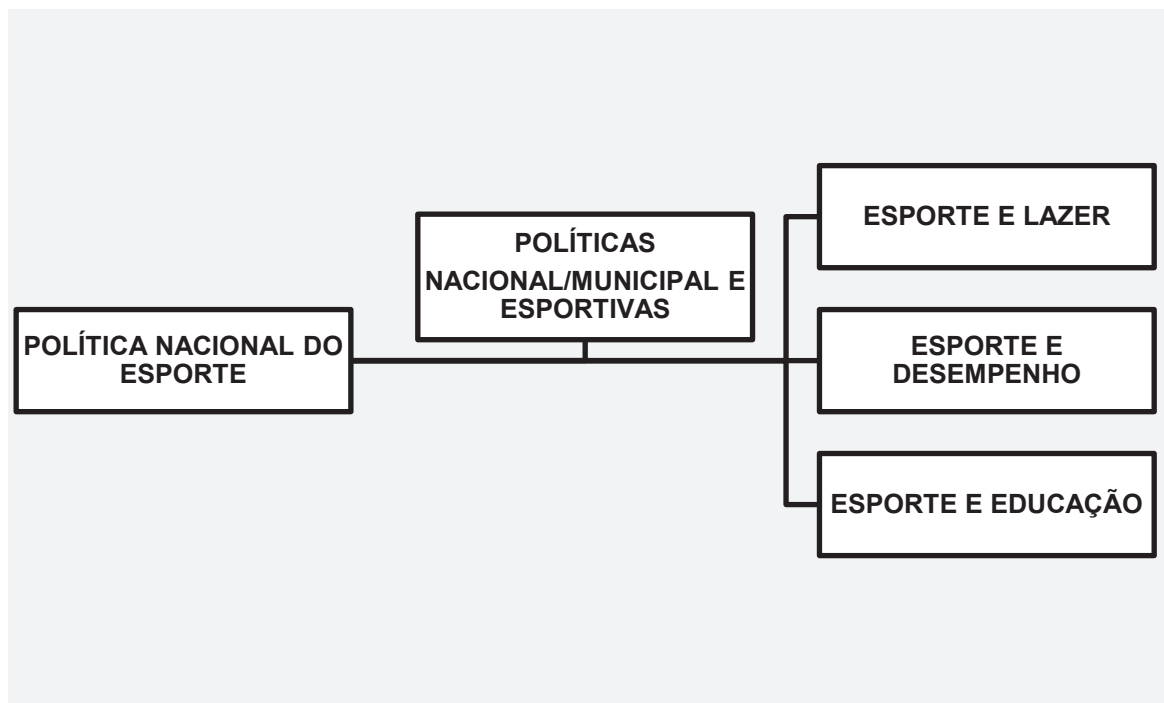 POLÍTICA NACIONAL DO
ESPORTE
POLÍTICAS
NACIONAL/MUNICIPAL E
ESPORTIVAS
ESPORTE E LAZER
ESPORTE E
DESEMPENHO
ESPORTE E EDUCAÇÃO